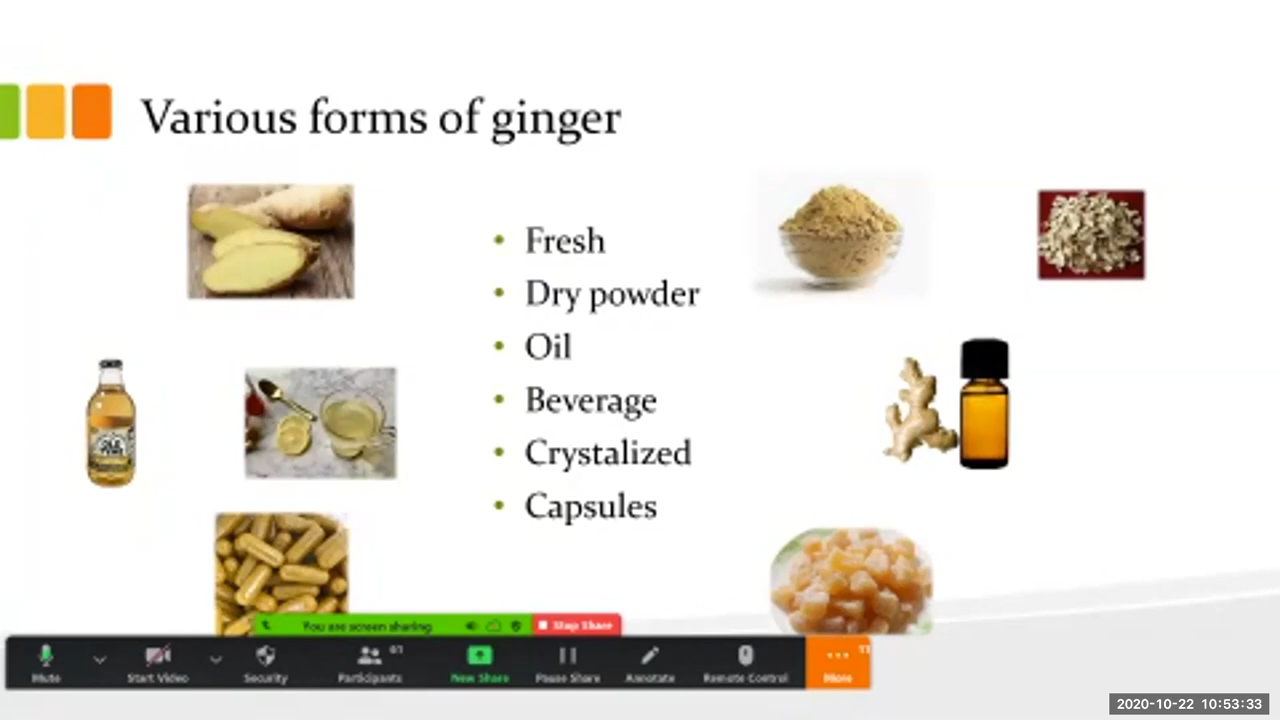 Various forms of ginger
• Fresh
• Dry powder
• Oil
• Beverage
• Crystalized
• Capsules
You are screen sharing
Stop Share
Mute
Start Video
Security
Participants
61
New Share
Pause Share
Annotate
Remote Control
More
2020-10-22 10:53:33